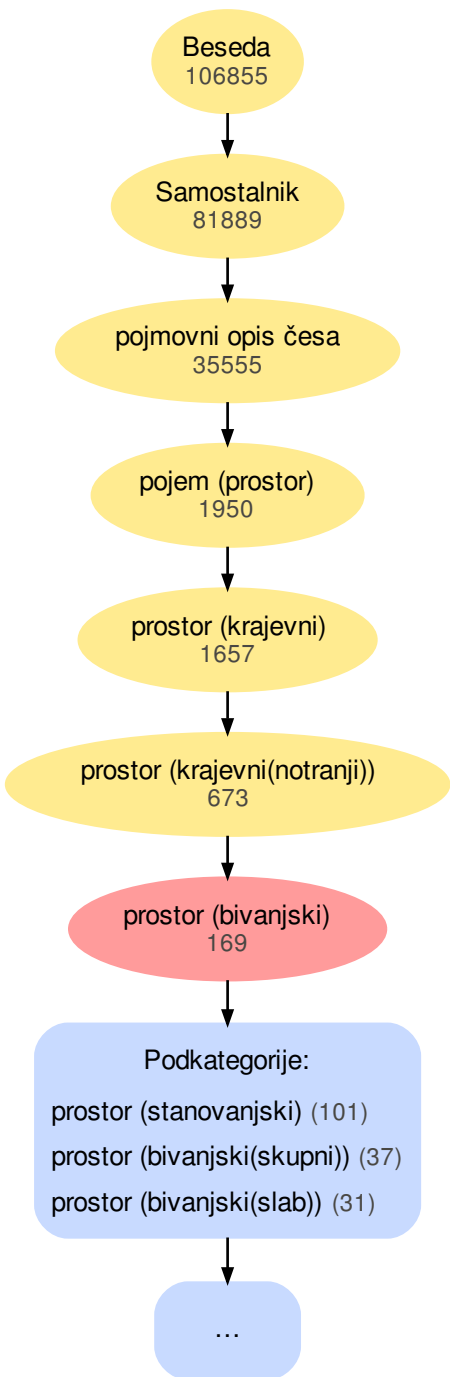 Beseda
106855
Samostalnik
81889
pojmovni opis česa
35555
pojem (prostor)
1950
prostor (krajevni)
1657
prostor (krajevni(notranji))
673
prostor (bivanjski)
169
Podkategorije:
prostor (stanovanjski) (101)
prostor (bivanjski(skupni)) (37)
prostor (bivanjski(slab)) (31)
...